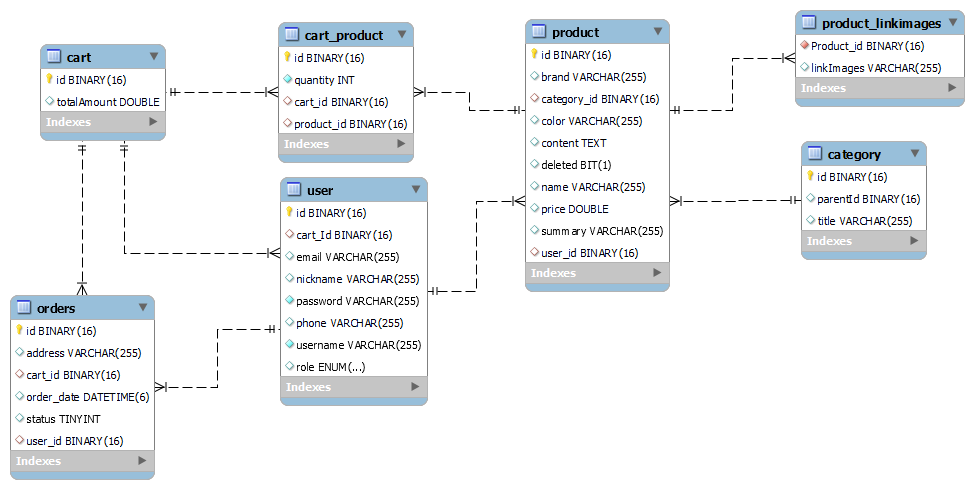 cart
id BINARY(16)
totalAmount DOUBLE
Indexes
cart_product
id BINARY(16)
quantity INT
cart_id BINARY(16)
product_id BINARY(16)
Indexes
product
id BINARY(16)
brand VARCHAR(255)
category_id BINARY(16)
color VARCHAR(255)
content TEXT
deleted BIT(1)
name VARCHAR(255)
price DOUBLE
summary VARCHAR(255)
user_id BINARY(16)
Indexes
product_linkimages
Product_id BINARY(16)
linkImages VARCHAR(255)
Indexes
category
id BINARY(16)
parentId BINARY(16)
title VARCHAR(255)
Indexes
user
id BINARY(16)
cart_Id BINARY(16)
email VARCHAR(255)
nickname VARCHAR(255)
password VARCHAR(255)
phone VARCHAR(255)
username VARCHAR(255)
role ENUM(...)
Indexes
orders
id BINARY(16)
address VARCHAR(255)
cart_id BINARY(16)
order_date DATETIME(6)
status TINYINT
user_id BINARY(16)
Indexes